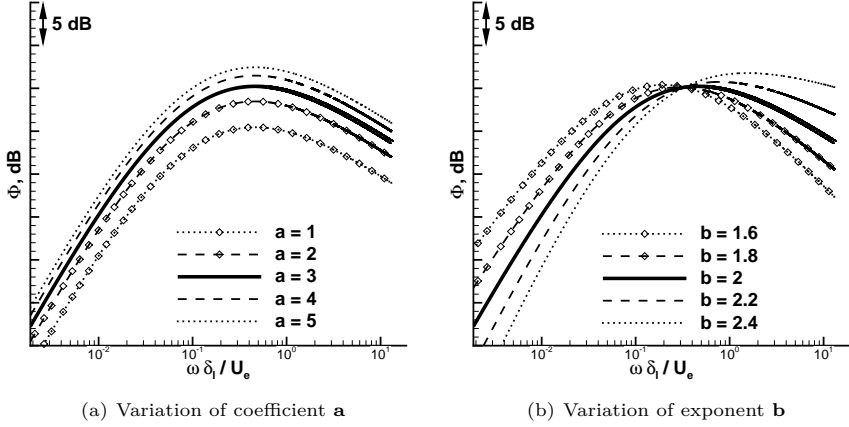 5 dB
Φ, dB
a = 1
a = 2
a = 3
a = 4
a = 5
10⁻² 10⁻¹ 10⁰ 10¹
ω δₗ / Uₑ
(a) Variation of coefficient a
5 dB
Φ, dB
b = 1.6
b = 1.8
b = 2
b = 2.2
b = 2.4
10⁻² 10⁻¹ 10⁰ 10¹
ω δₗ / Uₑ
(b) Variation of exponent b